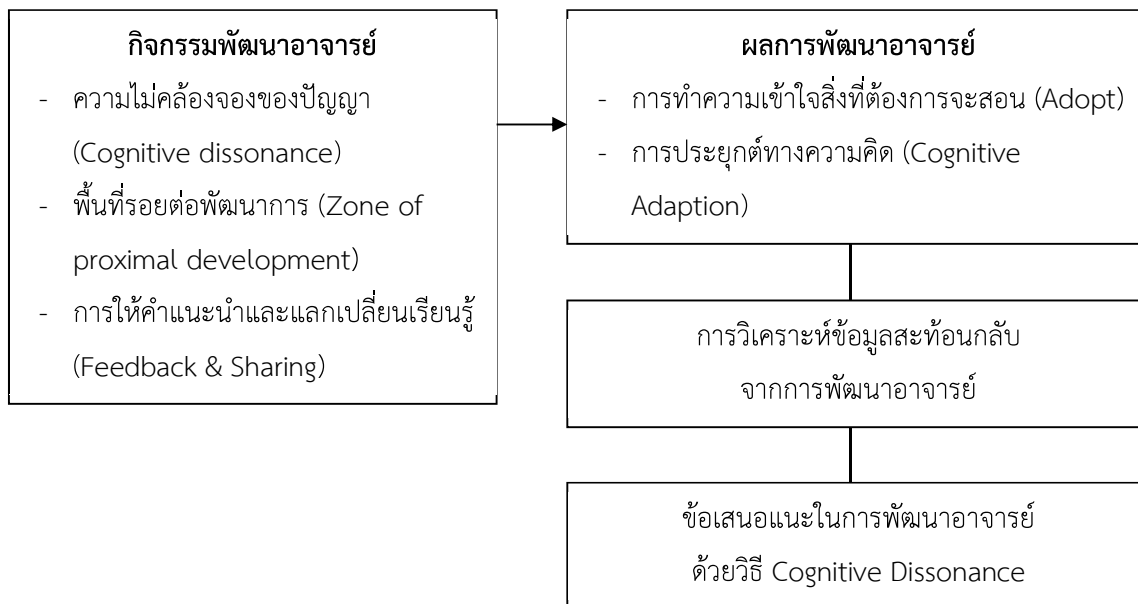 กิจกรรมพัฒนาอาจารย์
- ความไม่คล้องจองของปัญญา
(Cognitive dissonance)
- พื้นที่รอยต่อพัฒนาการ (Zone of
proximal development)
- การให้คำแนะนำและแลกเปลี่ยนเรียนรู้
(Feedback & Sharing)
ผลการพัฒนาอาจารย์
- การทำความเข้าใจสิ่งที่ต้องการจะสอน (Adopt)
- การประยุกต์ทางความคิด (Cognitive
Adaption)
การวิเคราะห์ข้อมูลสะท้อนกลับ
จากการพัฒนาอาจารย์
ข้อเสนอแนะในการพัฒนาอาจารย์
ด้วยวิธี Cognitive Dissonance